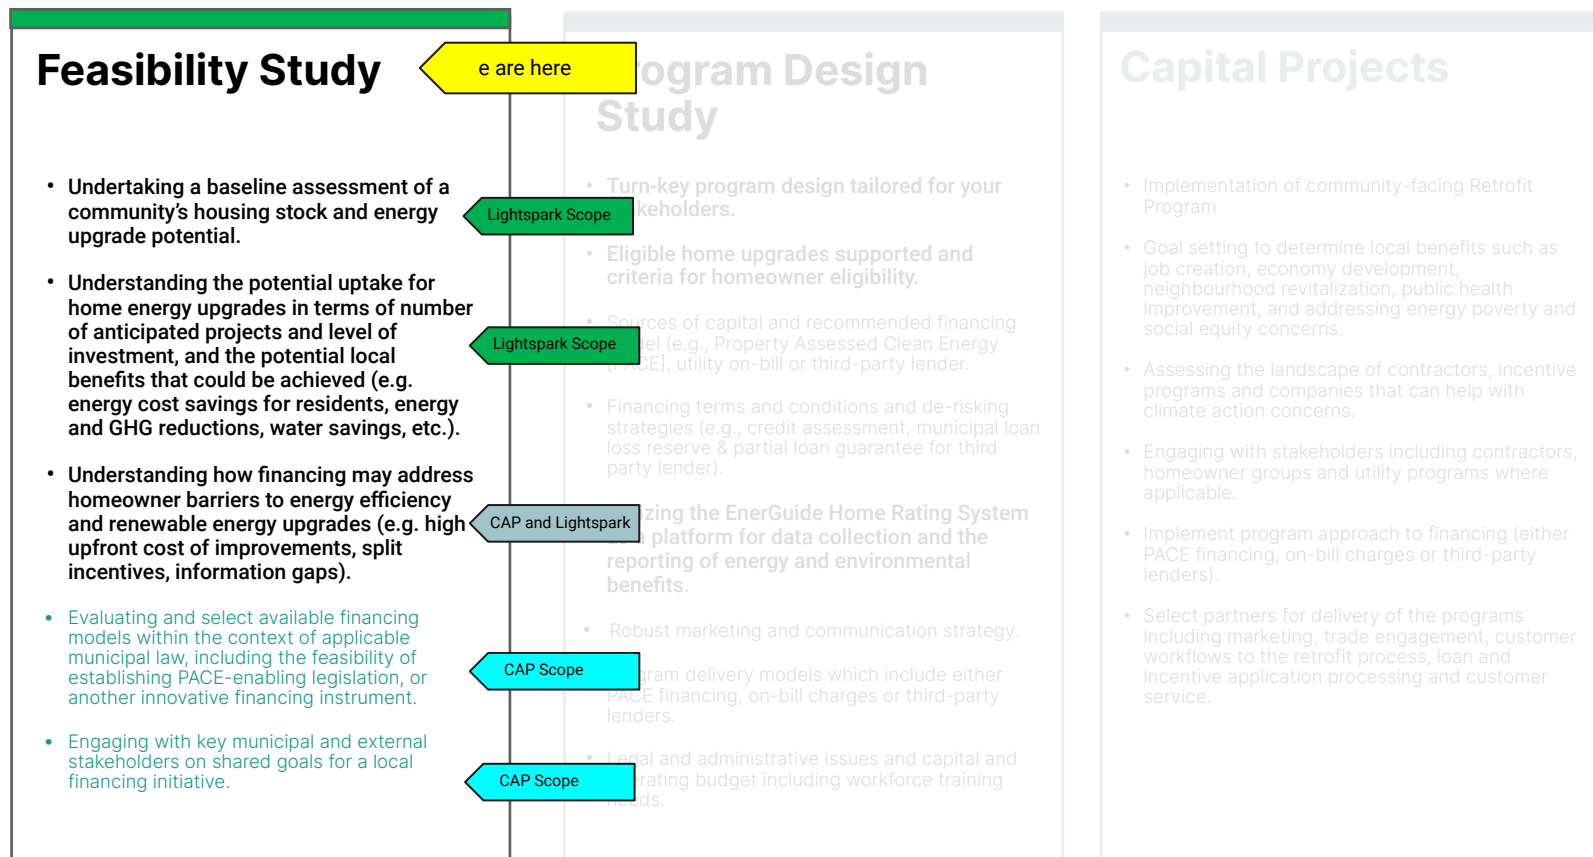 Feasibility Study
e are here
• Undertaking a baseline assessment of a
community's housing stock and energy
upgrade potential.
Lightspark Scope
• Understanding the potential uptake for
home energy upgrades in terms of number
of anticipated projects and level of
investment, and the potential local
benefits that could be achieved (e.g.
energy cost savings for residents, energy
and GHG reductions, water savings, etc.).
Lightspark Scope
• Understanding how financing may address
homeowner barriers to energy efficiency
and renewable energy upgrades (e.g. high
upfront cost of improvements, split
incentives, information gaps).
CAP and Lightspark
• Evaluating and select available financing
models within the context of applicable
municipal law, including the feasibility of
establishing PACE-enabling legislation, or
another innovative financing instrument.
CAP Scope
• Engaging with key municipal and external
stakeholders on shared goals for a local
financing initiative.
CAP Scope
rogram Design
Study
• Turn-key program design tailored for your
keholders.
• Eligible home upgrades supported and
criteria for homeowner eligibility.
• Sources of capital and recommended financing
el (e.g., Property Assessed Clean Energy
[PACE], utility on-bill or third-party lender.
• Financing terms and conditions and de-risking
strategies (e.g., credit assessment, municipal loan
loss reserve & partial loan guarantee for third
party lender).
izing the EnerGuide Home Rating System
as a platform for data collection and the
reporting of energy and environmental
benefits.
• Robust marketing and communication strategy.
gram delivery models which include either
PACE financing, on-bill charges or third-party
lenders.
• Legal and administrative issues and capital and
erating budget including workforce training
needs.
Capital Projects
• Implementation of community-facing Retrofit
Program
• Goal setting to determine local benefits such as
job creation, economy development,
neighbourhood revitalization, public health
improvement, and addressing energy poverty and
social equity concerns.
• Assessing the landscape of contractors, incentive
programs and companies that can help with
climate action concerns.
• Engaging with stakeholders including contractors,
homeowner groups and utility programs where
applicable.
• Implement program approach to financing (either
PACE financing, on-bill charges or third-party
lenders).
• Select partners for delivery of the programs
including marketing, trade engagement, customer
workflows to the retrofit process, loan and
incentive application processing and customer
service.